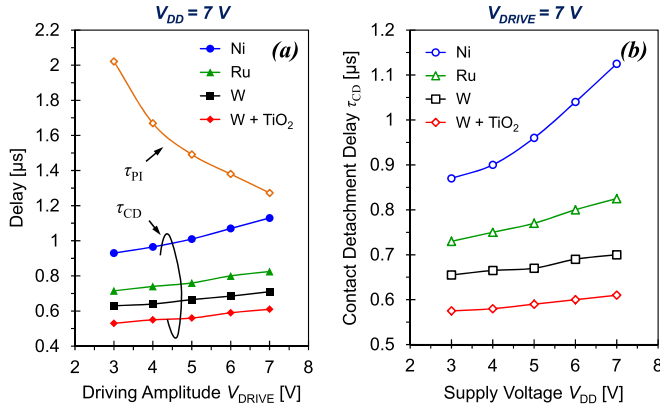 V_DD = 7 V
(a)
Delay [µs]
2.2
2
1.8
1.6
1.4
1.2
1
0.8
0.6
0.4
Ni
Ru
W
W + TiO₂
τ_PI
τ_CD
2 3 4 5 6 7 8
Driving Amplitude V_DRIVE [V]
V_DRIVE = 7 V
(b)
Contact Detachment Delay τ_CD [µs]
1.2
1.1
1
0.9
0.8
0.7
0.6
0.5
Ni
Ru
W
W + TiO₂
2 3 4 5 6 7 8
Supply Voltage V_DD [V]